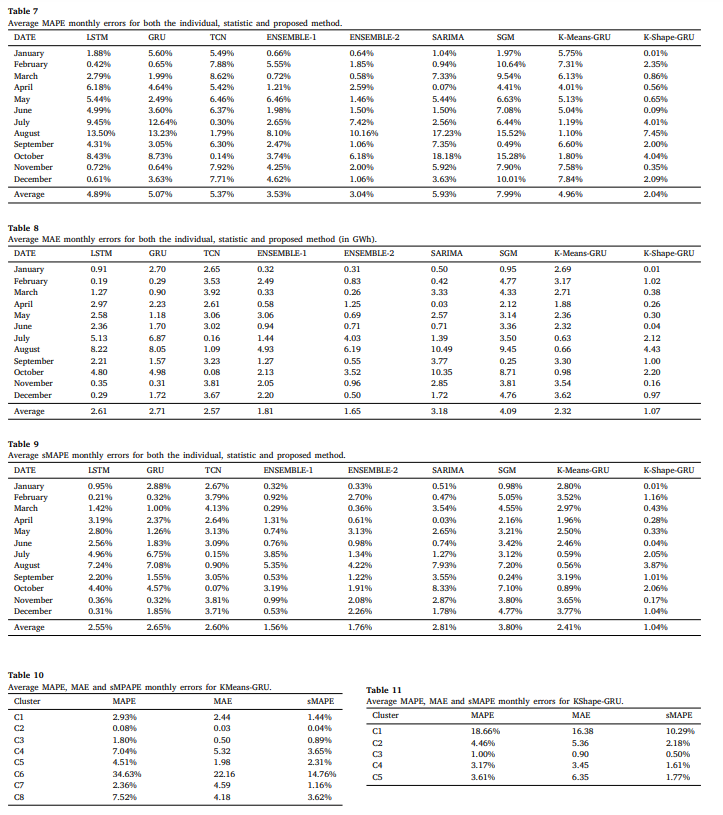 Table 7
Average MAPE monthly errors for both the individual, statistic and proposed method.
DATE LSTM GRU TCN ENSEMBLE-1 ENSEMBLE-2 SARIMA SGM K-Means-GRU K-Shape-GRU
January 1.88% 5.60% 5.49% 0.66% 0.64% 1.04% 1.97% 5.75% 0.01%
February 0.42% 0.65% 7.88% 5.55% 1.85% 0.94% 10.64% 7.31% 2.35%
March 2.79% 1.99% 8.62% 0.72% 0.58% 7.33% 9.54% 6.13% 0.86%
April 6.18% 4.64% 5.42% 1.21% 2.59% 0.07% 4.41% 4.01% 0.56%
May 5.44% 2.49% 6.46% 6.46% 1.46% 5.44% 6.63% 5.13% 0.65%
June 4.99% 3.60% 6.37% 1.98% 1.50% 1.50% 7.08% 5.04% 0.09%
July 9.45% 12.64% 0.30% 2.65% 7.42% 2.56% 6.44% 1.19% 4.01%
August 13.50% 13.23% 1.79% 8.10% 10.16% 17.23% 15.52% 1.10% 7.45%
September 4.31% 3.05% 6.30% 2.47% 1.06% 7.35% 0.49% 6.60% 2.00%
October 8.43% 8.73% 0.14% 3.74% 6.18% 18.18% 15.28% 1.80% 4.04%
November 0.72% 0.64% 7.92% 4.25% 2.00% 5.92% 7.90% 7.58% 0.35%
December 0.61% 3.63% 7.71% 4.62% 1.06% 3.63% 10.01% 7.84% 2.09%
Average 4.89% 5.07% 5.37% 3.53% 3.04% 5.93% 7.99% 4.96% 2.04%
Table 8
Average MAE monthly errors for both the individual, statistic and proposed method (in GWh).
DATE LSTM GRU TCN ENSEMBLE-1 ENSEMBLE-2 SARIMA SGM K-Means-GRU K-Shape-GRU
January 0.91 2.70 2.65 0.32 0.31 0.50 0.95 2.69 0.01
February 0.19 0.29 3.53 2.49 0.83 0.42 4.77 3.17 1.02
March 1.27 0.90 3.92 0.33 0.26 3.33 4.33 2.71 0.38
April 2.97 2.23 2.61 0.58 1.25 0.03 2.12 1.88 0.26
May 2.58 1.18 3.06 3.06 0.69 2.57 3.14 2.36 0.30
June 2.36 1.70 3.02 0.94 0.71 0.71 3.36 2.32 0.04
July 5.13 6.87 0.16 1.44 4.03 1.39 3.50 0.63 2.12
August 8.22 8.05 1.09 4.93 6.19 10.49 9.45 0.66 4.43
September 2.21 1.57 3.23 1.27 0.55 3.77 0.25 3.30 1.00
October 4.80 4.98 0.08 2.13 3.52 10.35 8.71 0.98 2.20
November 0.35 0.31 3.81 2.05 0.96 2.85 3.81 3.54 0.16
December 0.29 1.72 3.67 2.20 0.50 1.72 4.76 3.62 0.97
Average 2.61 2.71 2.57 1.81 1.65 3.18 4.09 2.32 1.07
Table 9
Average sMAPE monthly errors for both the individual, statistic and proposed method.
DATE LSTM GRU TCN ENSEMBLE-1 ENSEMBLE-2 SARIMA SGM K-Means-GRU K-Shape-GRU
January 0.95% 2.88% 2.67% 0.32% 0.33% 0.51% 0.98% 2.80% 0.01%
February 0.21% 0.32% 3.79% 0.92% 2.70% 0.47% 5.05% 3.52% 1.16%
March 1.42% 1.00% 4.13% 0.29% 0.36% 3.54% 4.55% 2.97% 0.43%
April 3.19% 2.37% 2.64% 1.31% 0.61% 0.03% 2.16% 1.96% 0.28%
May 2.80% 1.26% 3.13% 0.74% 3.13% 2.65% 3.21% 2.50% 0.33%
June 2.56% 1.83% 3.09% 0.76% 0.98% 0.74% 3.42% 2.46% 0.04%
July 4.96% 6.75% 0.15% 3.85% 1.34% 1.27% 3.12% 0.59% 2.05%
August 7.24% 7.08% 0.90% 5.35% 4.22% 7.93% 7.20% 0.56% 3.87%
September 2.20% 1.55% 3.05% 0.53% 1.22% 3.55% 0.24% 3.19% 1.01%
October 4.40% 4.57% 0.07% 3.19% 1.91% 8.33% 7.10% 0.89% 2.06%
November 0.36% 0.32% 3.81% 0.99% 2.08% 2.87% 3.80% 3.65% 0.17%
December 0.31% 1.85% 3.71% 0.53% 2.26% 1.78% 4.77% 3.77% 1.04%
Average 2.55% 2.65% 2.60% 1.56% 1.76% 2.81% 3.80% 2.41% 1.04%
Table 10
Average MAPE, MAE and sMPAPE monthly errors for KMeans-GRU.
Cluster MAPE MAE sMAPE
C1 2.93% 2.44 1.44%
C2 0.08% 0.03 0.04%
C3 1.80% 0.50 0.89%
C4 7.04% 5.32 3.65%
C5 4.51% 1.98 2.31%
C6 34.63% 22.16 14.76%
C7 2.36% 4.59 1.16%
C8 7.52% 4.18 3.62%
Table 11
Average MAPE, MAE and sMAPE monthly errors for KShape-GRU.
Cluster MAPE MAE sMAPE
C1 18.66% 16.38 10.29%
C2 4.46% 5.36 2.18%
C3 1.00% 0.90 0.50%
C4 3.17% 3.45 1.61%
C5 3.61% 6.35 1.77%